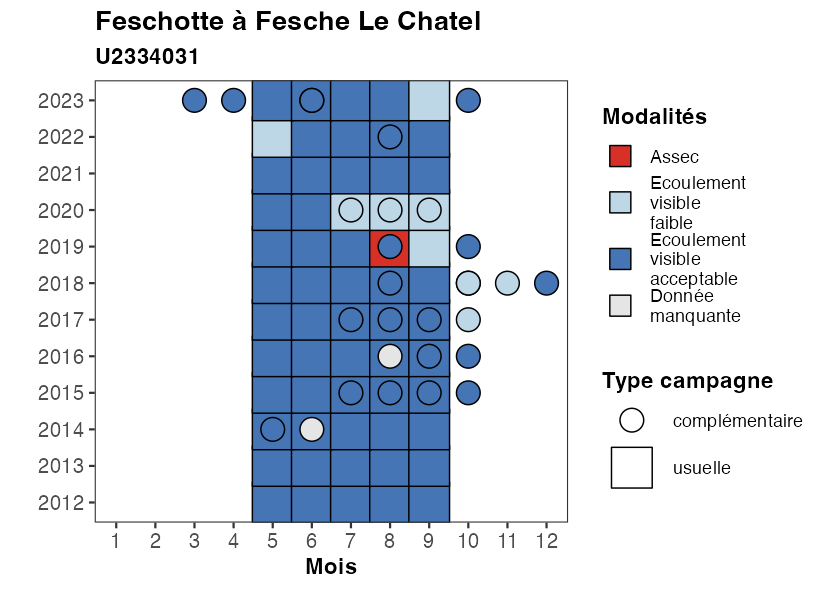 Feschotte à Fesche Le Chatel
U2334031
2023
2022
2021
2020
2019
2018
2017
2016
2015
2014
2013
2012
1 2 3 4 5 6 7 8 9 10 11 12
Mois
Modalités
Assec
Ecoulement
visible
faible
Ecoulement
visible
acceptable
Donnée
manquante
Type campagne
complémentaire
usuelle